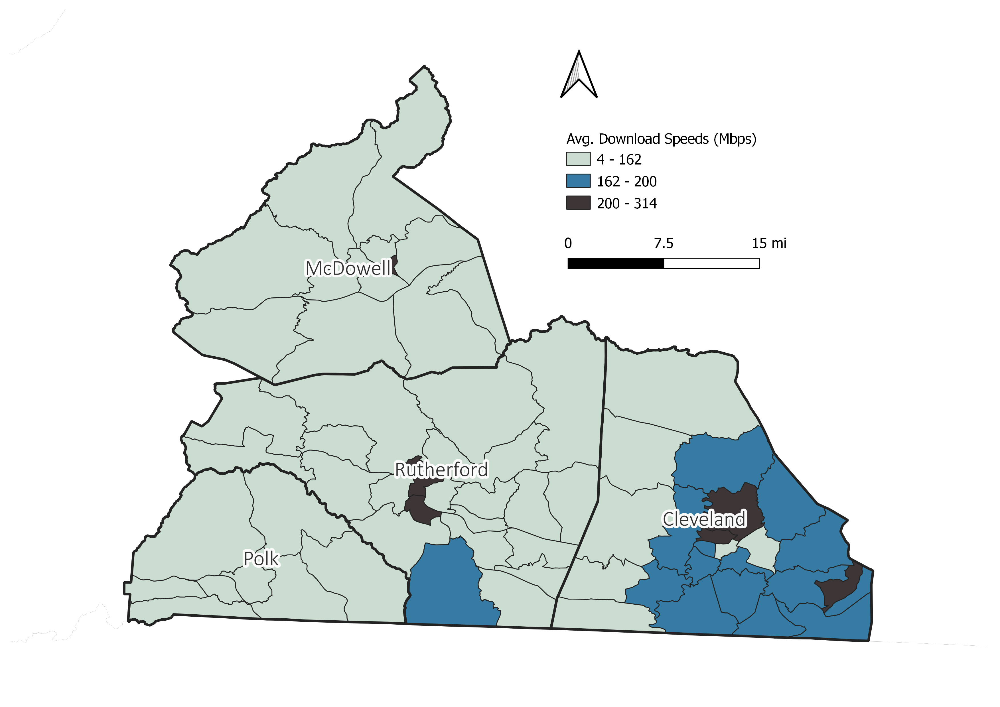 Avg. Download Speeds (Mbps)
4 - 162
162 - 200
200 - 314
0 7.5 15 mi
McDowell
Rutherford
Cleveland
Polk